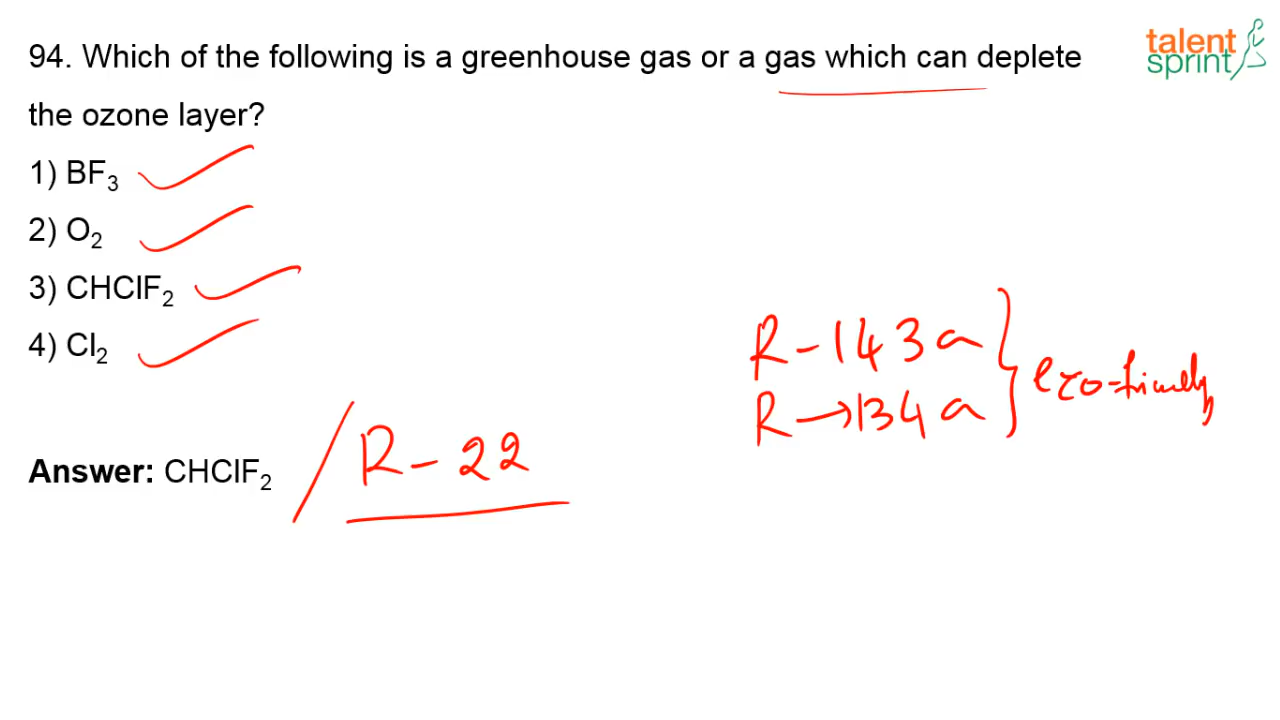 94. Which of the following is a greenhouse gas or a gas which can deplete
the ozone layer?
talent
sprint
1) BF₃
2) O₂
3) CHClF₂
4) Cl₂
R-143a
R→134a
Answer: CHClF₂ / R-22